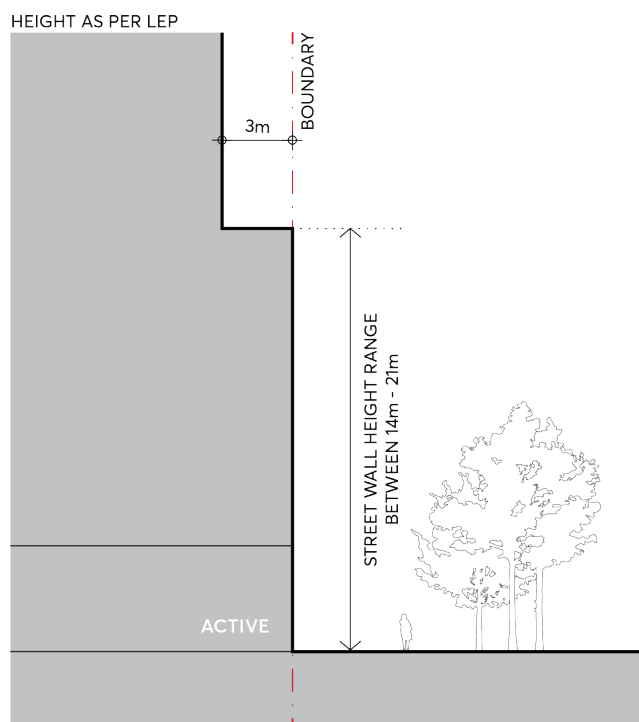 HEIGHT AS PER LEP
BOUNDARY
3m
STREET WALL HEIGHT RANGE
BETWEEN 14m - 21m
ACTIVE